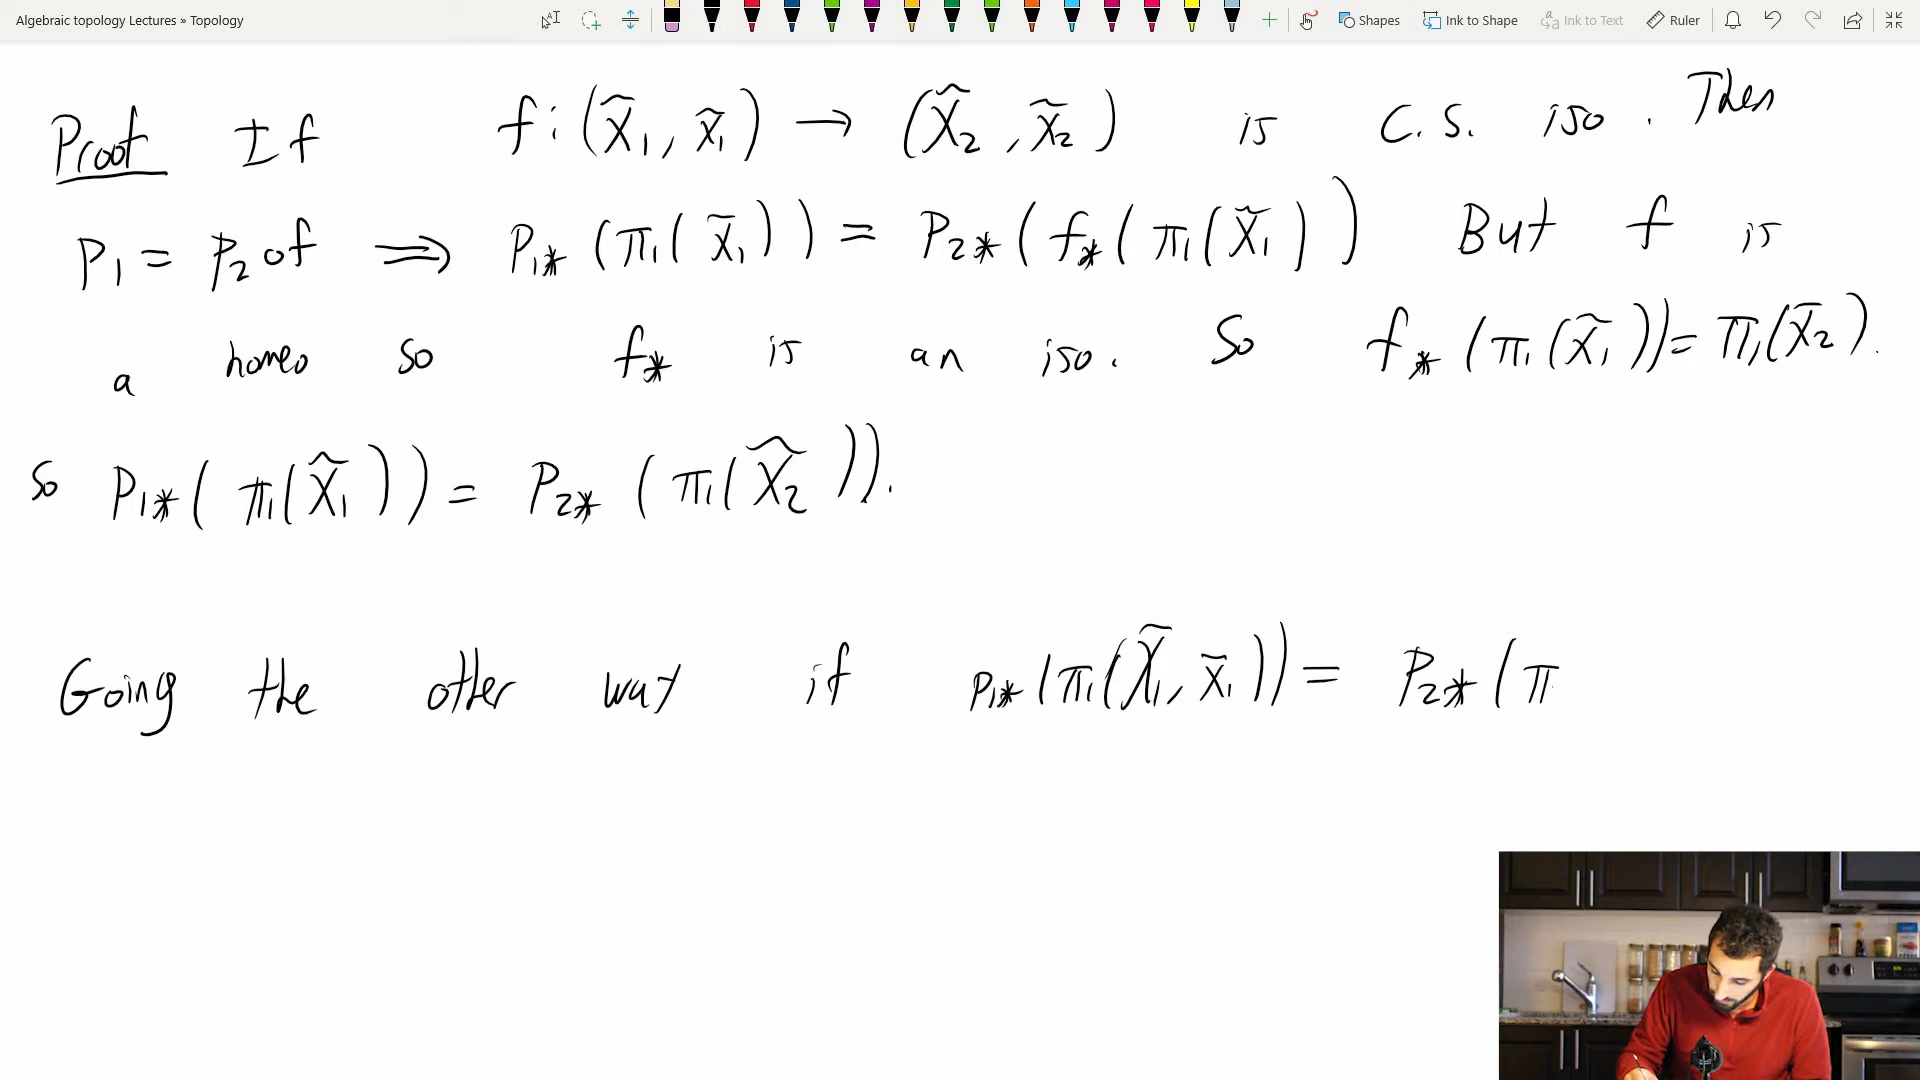 Algebraic topology Lectures » Topology
Shapes Ink to Shape Ink to Text Ruler
Proof If f : (X̃₁, x̃₁) → (X̃₂, x̃₂) is C.S. iso. Then
P₁ = P₂ ∘ f ⟹ P₁* (π₁(X̃₁)) = P₂* (f* (π₁(X̃₁)) But f is
a homeo so f* is an iso. So f* (π₁(X̃₁)) = π₁(X̃₂).
So P₁* (π₁(X̃₁)) = P₂* (π₁(X̃₂)).
Going the other way if P₁* (π₁(X̃₁, x̃₁)) = P₂* (π